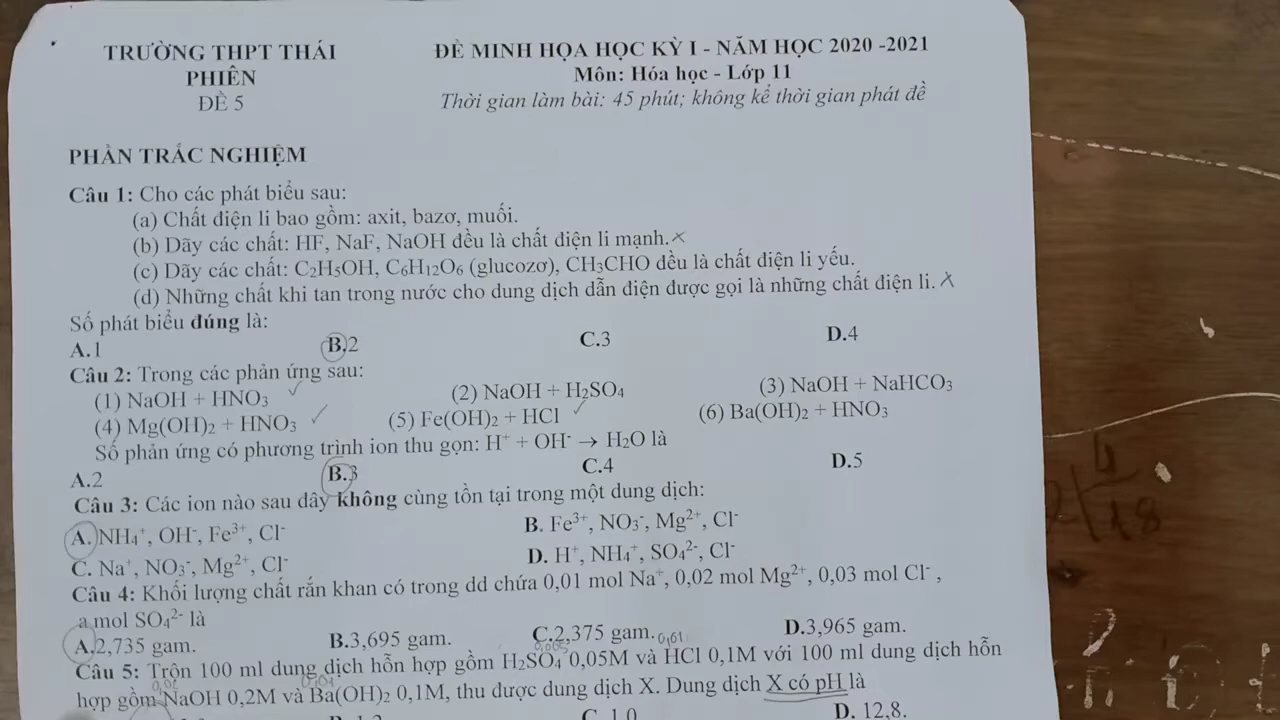 TRƯỜNG THPT THÁI
PHIÊN
ĐỀ 5
ĐỀ MINH HỌA HỌC KỲ I - NĂM HỌC 2020 -2021
Môn: Hóa học - Lớp 11
Thời gian làm bài: 45 phút; không kể thời gian phát đề
PHẦN TRẮC NGHIỆM
Câu 1: Cho các phát biểu sau:
(a) Chất điện li bao gồm: axit, bazơ, muối.
(b) Dãy các chất: HF, NaF, NaOH đều là chất điện li mạnh.
(c) Dãy các chất: C₂H₅OH, C₆H₁₂O₆ (glucozơ), CH₃CHO đều là chất điện li yếu.
(d) Những chất khi tan trong nước cho dung dịch dẫn điện được gọi là những chất điện li.
Số phát biểu đúng là:
A.1 B.2 C.3 D.4
Câu 2: Trong các phản ứng sau:
(1) NaOH + HNO₃ (2) NaOH + H₂SO₄ (3) NaOH + NaHCO₃
(4) Mg(OH)₂ + HNO₃ (5) Fe(OH)₂ + HCl (6) Ba(OH)₂ + HNO₃
Số phản ứng có phương trình ion thu gọn: H⁺ + OH⁻ → H₂O là
A.2 B.3 C.4 D.5
Câu 3: Các ion nào sau đây không cùng tồn tại trong một dung dịch:
A. NH₄⁺, OH⁻, Fe³⁺, Cl⁻ B. Fe³⁺, NO₃⁻, Mg²⁺, Cl⁻
C. Na⁺, NO₃⁻, Mg²⁺, Cl⁻ D. H⁺, NH₄⁺, SO₄²⁻, Cl⁻
Câu 4: Khối lượng chất rắn khan có trong dd chứa 0,01 mol Na⁺, 0,02 mol Mg²⁺, 0,03 mol Cl⁻ ,
a mol SO₄²⁻ là
A.2,735 gam. B.3,695 gam. C.2,375 gam. D.3,965 gam.
0,005 0,01
Câu 5: Trộn 100 ml dung dịch hỗn hợp gồm H₂SO₄ 0,05M và HCl 0,1M với 100 ml dung dịch hỗn
0,02 0,01
hợp gồm NaOH 0,2M và Ba(OH)₂ 0,1M, thu được dung dịch X. Dung dịch X có pH là
C. 1,0 D. 12,8.
4
18